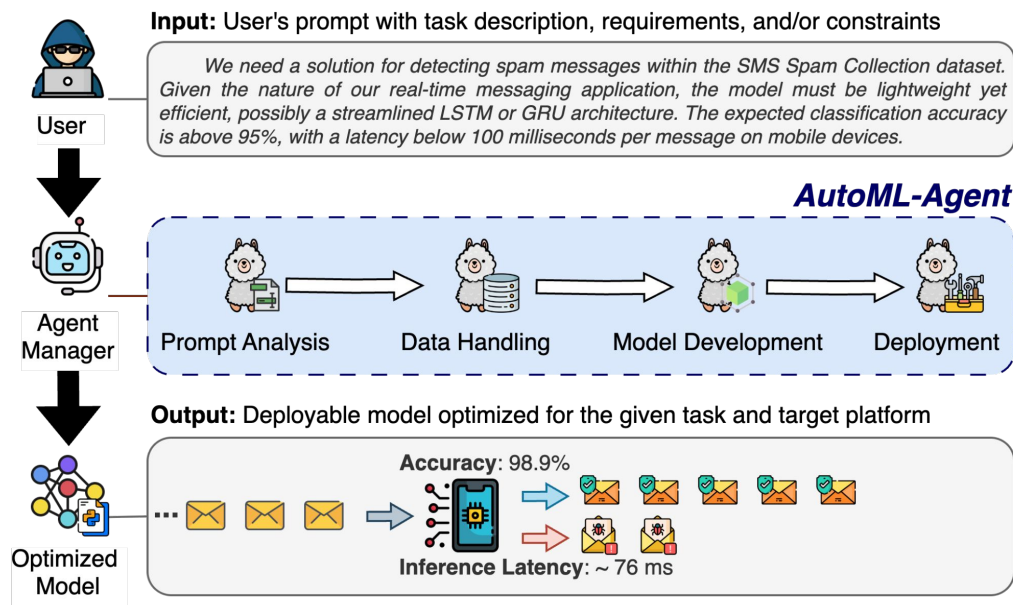 Input: User's prompt with task description, requirements, and/or constraints
We need a solution for detecting spam messages within the SMS Spam Collection dataset.
Given the nature of our real-time messaging application, the model must be lightweight yet
efficient, possibly a streamlined LSTM or GRU architecture. The expected classification accuracy
is above 95%, with a latency below 100 milliseconds per message on mobile devices.
User
AutoML-Agent
Agent
Manager
Prompt Analysis
Data Handling
Model Development
Deployment
Output: Deployable model optimized for the given task and target platform
Accuracy: 98.9%
...
Inference Latency: ~ 76 ms
Optimized
Model